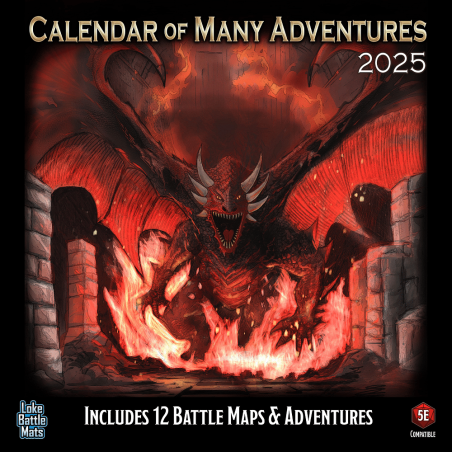 CALENDAR OF MANY ADVENTURES
2025
Loke
Battle
Mats
INCLUDES 12 BATTLE MAPS & ADVENTURES
5E
COMPATIBLE